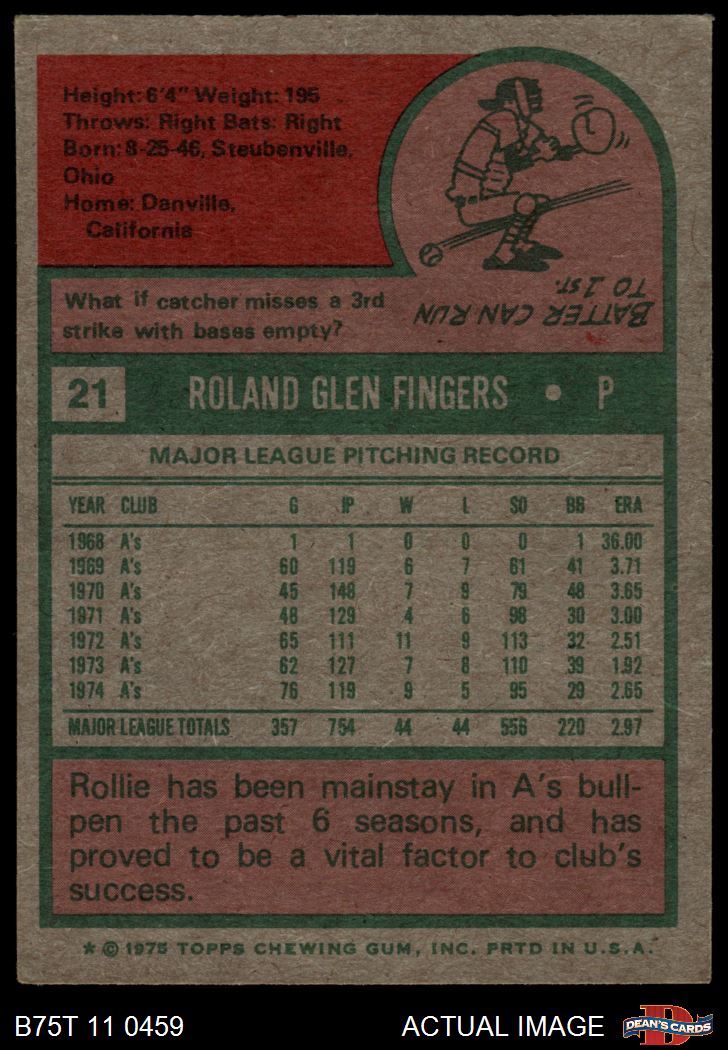 Height: 6'4" Weight: 195
Throws: Right Bats: Right
Born: 8-25-46, Steubenville,
Ohio
Home: Danville,
California
What if catcher misses a 3rd
strike with bases empty?
BATTER CAN RUN
TO 1ST.
21 ROLAND GLEN FINGERS • P
MAJOR LEAGUE PITCHING RECORD
YEAR CLUB G IP W L SO BB ERA
1968 A's 1 1 0 0 0 1 36.00
1969 A's 60 119 6 7 61 41 3.71
1970 A's 45 148 7 9 79 48 3.65
1971 A's 48 129 4 6 98 30 3.00
1972 A's 65 111 11 9 113 32 2.51
1973 A's 62 127 7 8 110 39 1.92
1974 A's 76 119 9 5 95 29 2.65
MAJOR LEAGUE TOTALS 357 754 44 44 556 220 2.97
Rollie has been mainstay in A's bull-
pen the past 6 seasons, and has
proved to be a vital factor to club's
success.
* © 1975 TOPPS CHEWING GUM, INC. PRTD IN U.S.A.
B75T 11 0459 ACTUAL IMAGE D DEAN'S CARDS